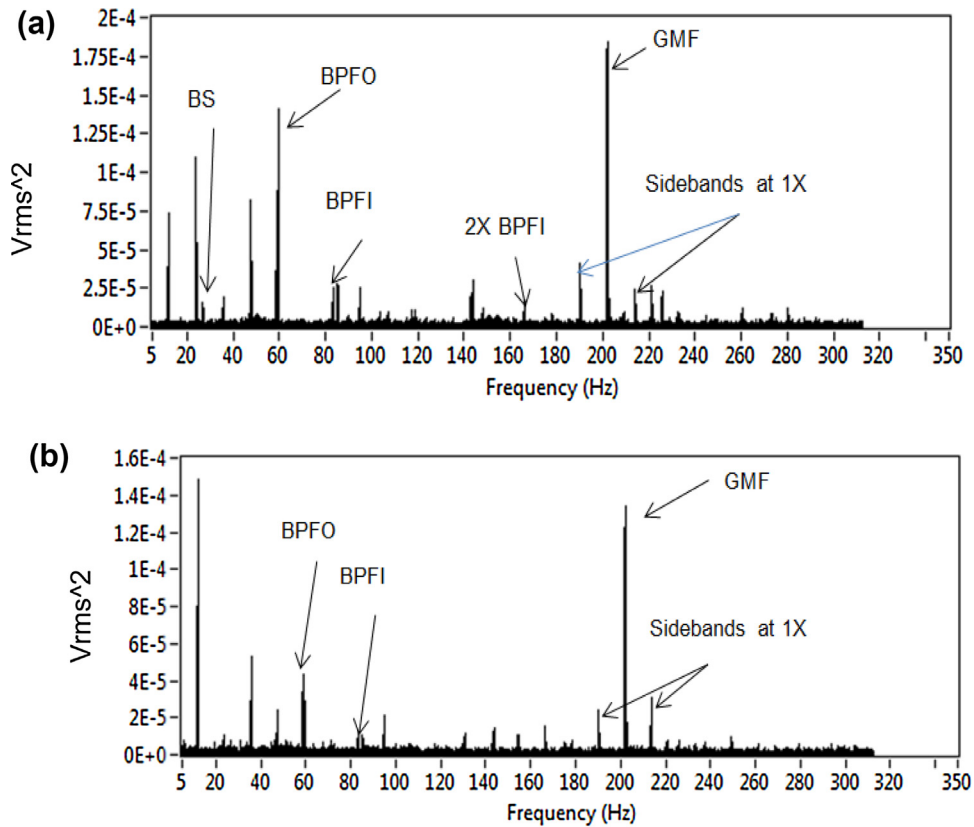 (a)
2E-4
1.75E-4
1.5E-4
1.25E-4
1E-4
7.5E-5
5E-5
2.5E-5
0E+0
Vrms^2
BS
BPFO
BPFI
2X BPFI
GMF
Sidebands at 1X
5 20 40 60 80 100 120 140 160 180 200 220 240 260 280 300 320 350
Frequency (Hz)
(b)
1.6E-4
1.4E-4
1.2E-4
1E-4
8E-5
6E-5
4E-5
2E-5
0E+0
Vrms^2
BPFO
BPFI
GMF
Sidebands at 1X
5 20 40 60 80 100 120 140 160 180 200 220 240 260 280 300 320 350
Frequency (Hz)